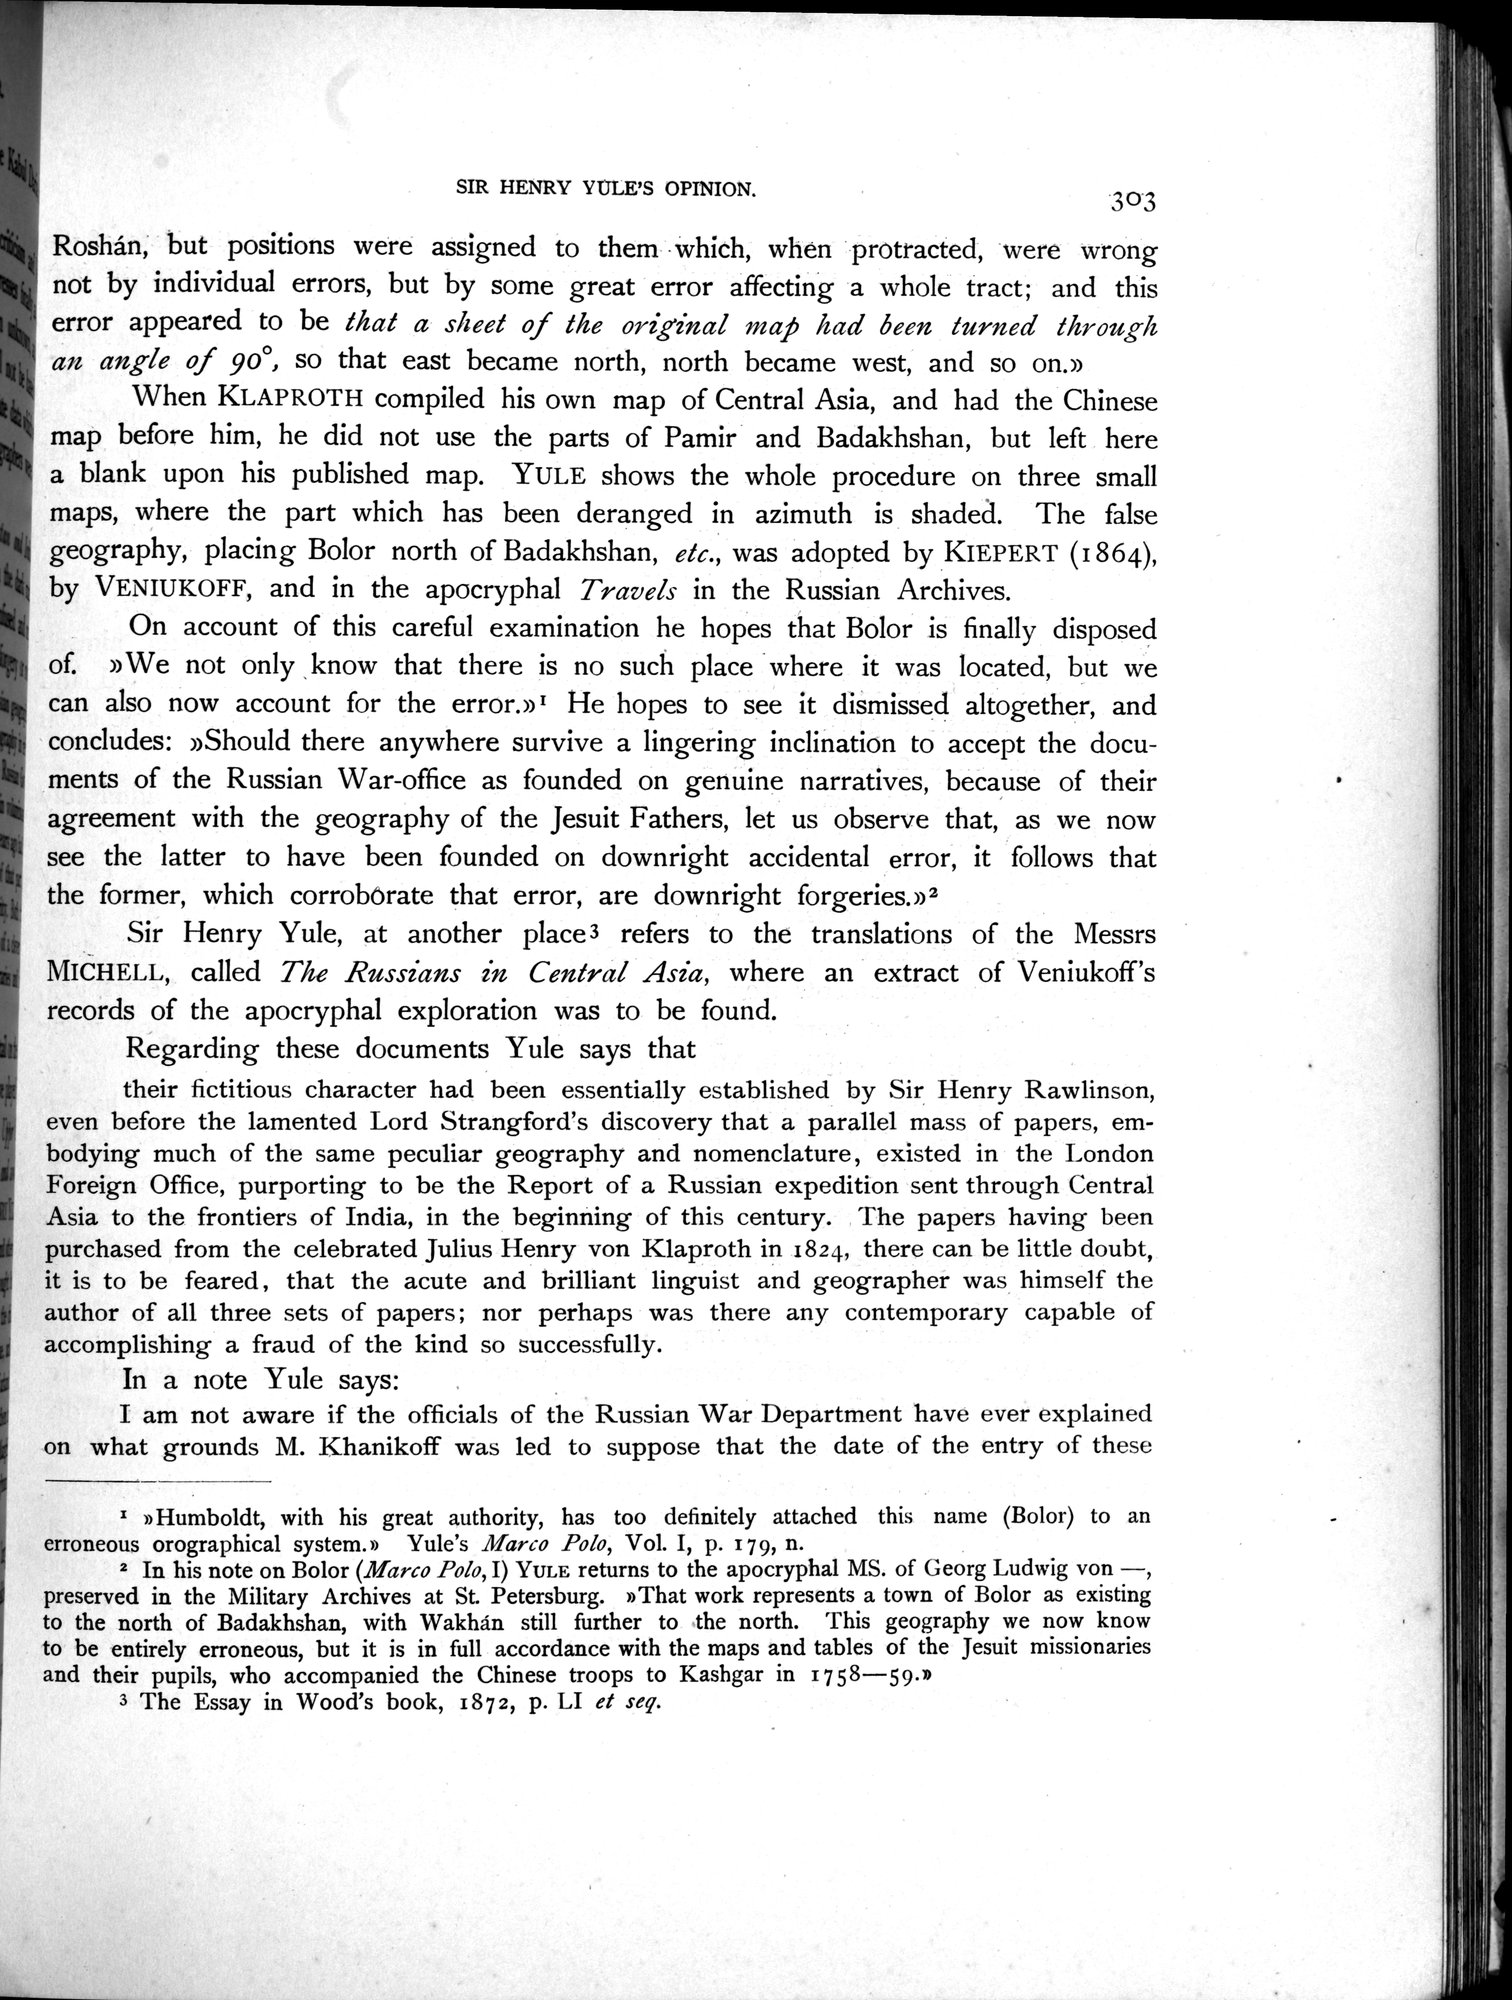 SIR HENRY YULE'S OPINION.
303
Roshán, but positions were assigned to them which, when protracted, were wrong
not by individual errors, but by some great error affecting a whole tract; and this
error appeared to be that a sheet of the original map had been turned through
an angle of 90°, so that east became north, north became west, and so on.»
When KLAPROTH compiled his own map of Central Asia, and had the Chinese
map before him, he did not use the parts of Pamir and Badakhshan, but left here
a blank upon his published map. YULE shows the whole procedure on three small
maps, where the part which has been deranged in azimuth is shaded. The false
geography, placing Bolor north of Badakhshan, etc., was adopted by KIEPERT (1864),
by VENIUKOFF, and in the apocryphal Travels in the Russian Archives.
On account of this careful examination he hopes that Bolor is finally disposed
of. »We not only know that there is no such place where it was located, but we
can also now account for the error.»¹ He hopes to see it dismissed altogether, and
concludes: »Should there anywhere survive a lingering inclination to accept the docu-
ments of the Russian War-office as founded on genuine narratives, because of their
agreement with the geography of the Jesuit Fathers, let us observe that, as we now
see the latter to have been founded on downright accidental error, it follows that
the former, which corroborate that error, are downright forgeries.»²
Sir Henry Yule, at another place³ refers to the translations of the Messrs
MICHELL, called The Russians in Central Asia, where an extract of Veniukoff's
records of the apocryphal exploration was to be found.
Regarding these documents Yule says that
their fictitious character had been essentially established by Sir Henry Rawlinson,
even before the lamented Lord Strangford's discovery that a parallel mass of papers, em-
bodying much of the same peculiar geography and nomenclature, existed in the London
Foreign Office, purporting to be the Report of a Russian expedition sent through Central
Asia to the frontiers of India, in the beginning of this century. The papers having been
purchased from the celebrated Julius Henry von Klaproth in 1824, there can be little doubt,
it is to be feared, that the acute and brilliant linguist and geographer was himself the
author of all three sets of papers; nor perhaps was there any contemporary capable of
accomplishing a fraud of the kind so successfully.
In a note Yule says:
I am not aware if the officials of the Russian War Department have ever explained
on what grounds M. Khanikoff was led to suppose that the date of the entry of these
¹ »Humboldt, with his great authority, has too definitely attached this name (Bolor) to an
erroneous orographical system.» Yule's Marco Polo, Vol. I, p. 179, n.
² In his note on Bolor (Marco Polo, I) YULE returns to the apocryphal MS. of Georg Ludwig von —,
preserved in the Military Archives at St. Petersburg. »That work represents a town of Bolor as existing
to the north of Badakhshan, with Wakhán still further to the north. This geography we now know
to be entirely erroneous, but it is in full accordance with the maps and tables of the Jesuit missionaries
and their pupils, who accompanied the Chinese troops to Kashgar in 1758—59.»
³ The Essay in Wood's book, 1872, p. LI et seq.